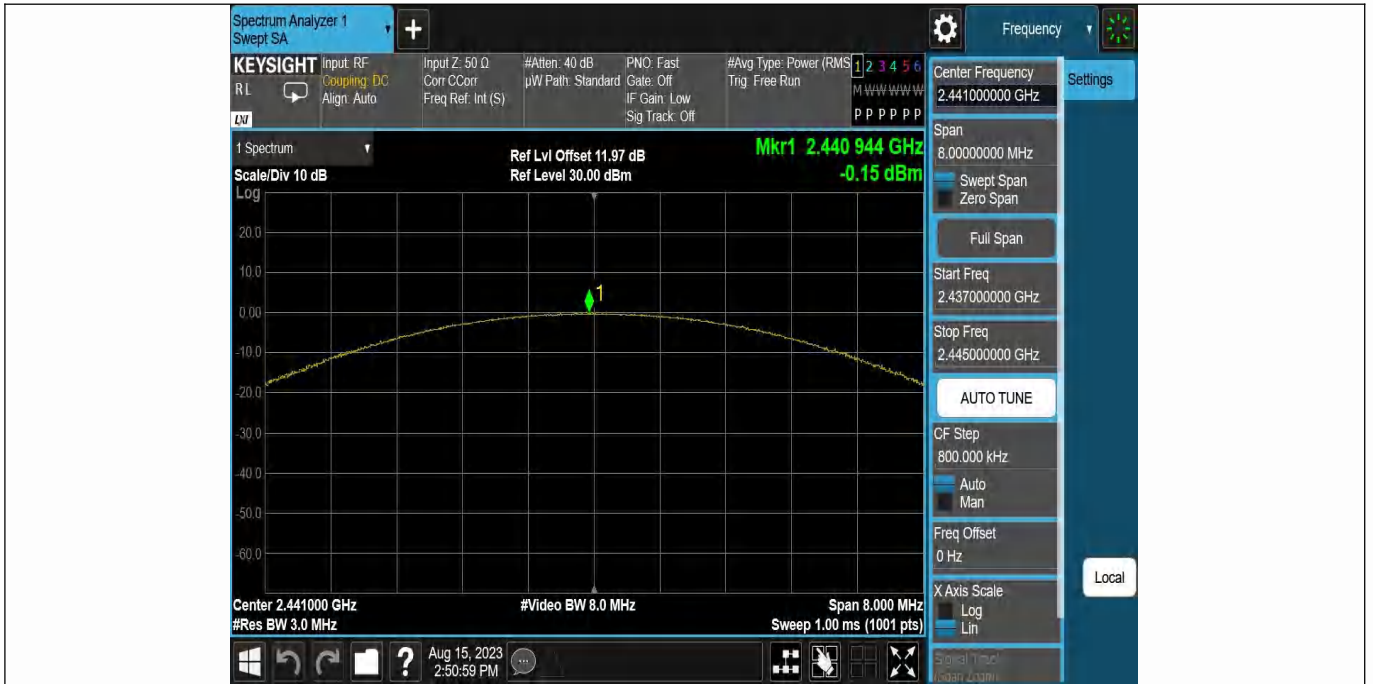 Spectrum Analyzer 1
Swept SA
+
Frequency
KEYSIGHT
RL
LXI
Input: RF
Coupling: DC
Align: Auto
Input Z: 50 Ω
Corr CCorr
Freq Ref: Int (S)
#Atten: 40 dB
µW Path: Standard
PNO: Fast
Gate: Off
IF Gain: Low
Sig Track: Off
#Avg Type: Power (RMS
Trig: Free Run
1 2 3 4 5 6
M W W W W W
P P P P P P
1 Spectrum
Scale/Div 10 dB
Ref Lvl Offset 11.97 dB
Ref Level 30.00 dBm
Mkr1 2.440 944 GHz
-0.15 dBm
Log
20.0
10.0
0.00
-10.0
-20.0
-30.0
-40.0
-50.0
-60.0
1
Center 2.441000 GHz
#Res BW 3.0 MHz
#Video BW 8.0 MHz
Span 8.000 MHz
Sweep 1.00 ms (1001 pts)
Center Frequency
2.441000000 GHz
Settings
Span
8.00000000 MHz
Swept Span
Zero Span
Full Span
Start Freq
2.437000000 GHz
Stop Freq
2.445000000 GHz
AUTO TUNE
CF Step
800.000 kHz
Auto
Man
Freq Offset
0 Hz
X Axis Scale
Log
Lin
Signal Track
(Span Zoom)
Local
?
Aug 15, 2023
2:50:59 PM